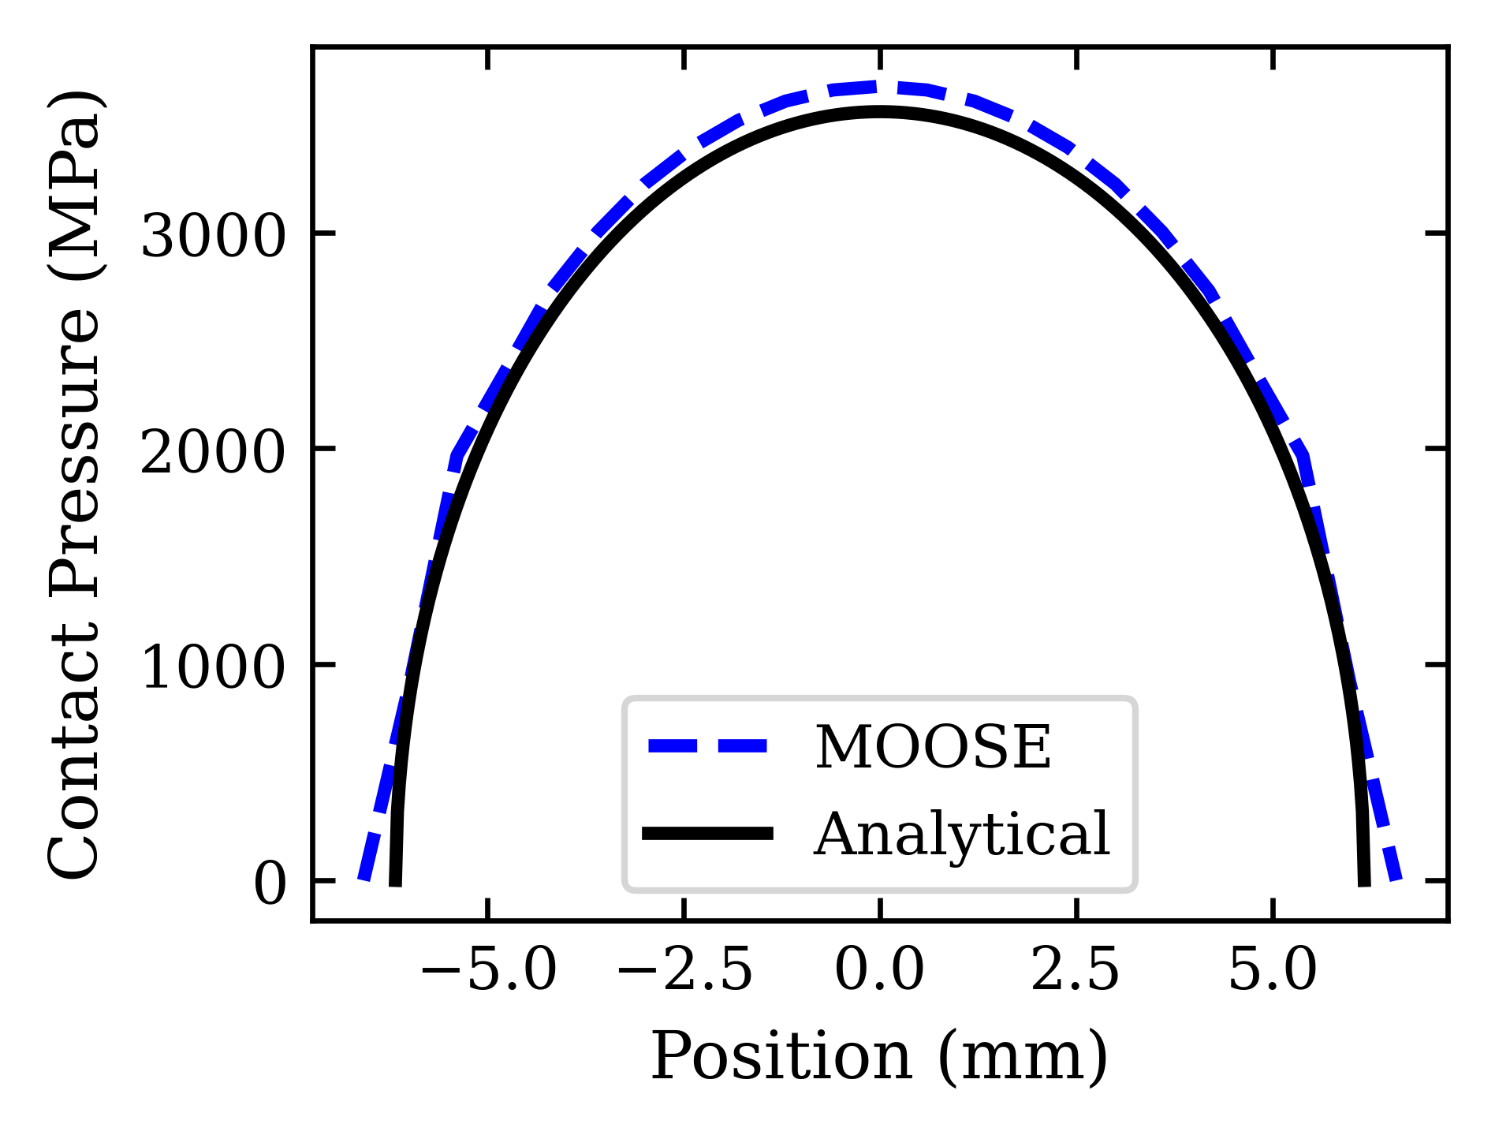 Contact Pressure (MPa)
3000
2000
1000
0
MOOSE
Analytical
−5.0 −2.5 0.0 2.5 5.0
Position (mm)